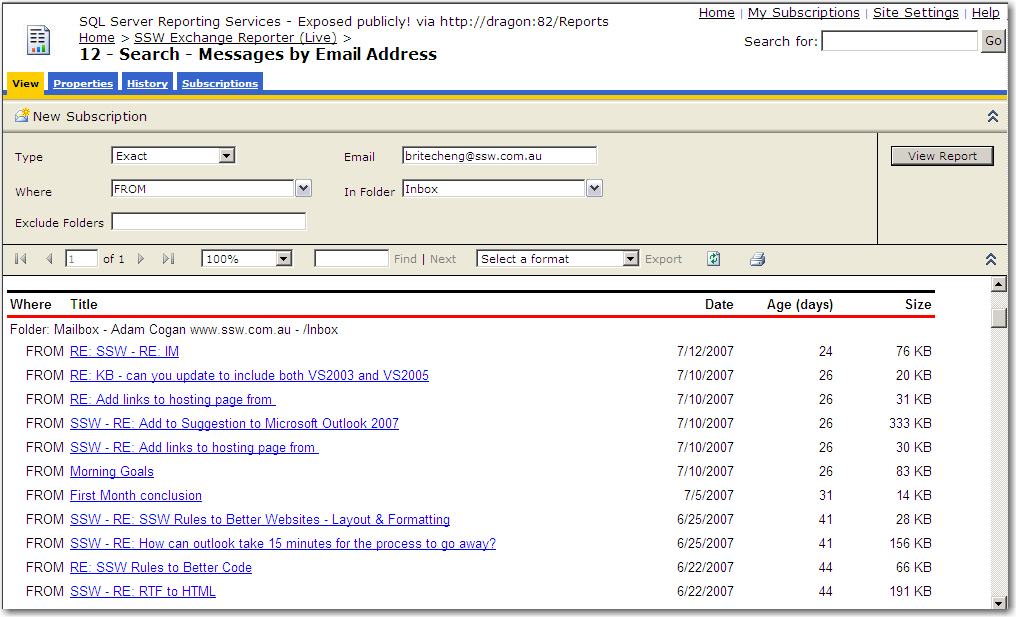 SQL Server Reporting Services - Exposed publicly! via http://dragon:82/Reports
Home | My Subscriptions | Site Settings | Help
Home > SSW Exchange Reporter (Live) >
12 - Search - Messages by Email Address
Search for: Go
View Properties History Subscriptions
New Subscription
Type Exact Email britecheng@ssw.com.au View Report
Where FROM In Folder Inbox
Exclude Folders
1 of 1 100% Find | Next Select a format Export
Where Title Date Age (days) Size
Folder: Mailbox - Adam Cogan www.ssw.com.au - /Inbox
FROM RE: SSW - RE: IM 7/12/2007 24 76 KB
FROM RE: KB - can you update to include both VS2003 and VS2005 7/10/2007 26 20 KB
FROM RE: Add links to hosting page from 7/10/2007 26 31 KB
FROM SSW - RE: Add to Suggestion to Microsoft Outlook 2007 7/10/2007 26 333 KB
FROM SSW - RE: Add links to hosting page from 7/10/2007 26 30 KB
FROM Morning Goals 7/10/2007 26 83 KB
FROM First Month conclusion 7/5/2007 31 14 KB
FROM SSW - RE: SSW Rules to Better Websites - Layout & Formatting 6/25/2007 41 28 KB
FROM SSW - RE: How can outlook take 15 minutes for the process to go away? 6/25/2007 41 156 KB
FROM RE: SSW Rules to Better Code 6/22/2007 44 66 KB
FROM SSW - RE: RTF to HTML 6/22/2007 44 191 KB